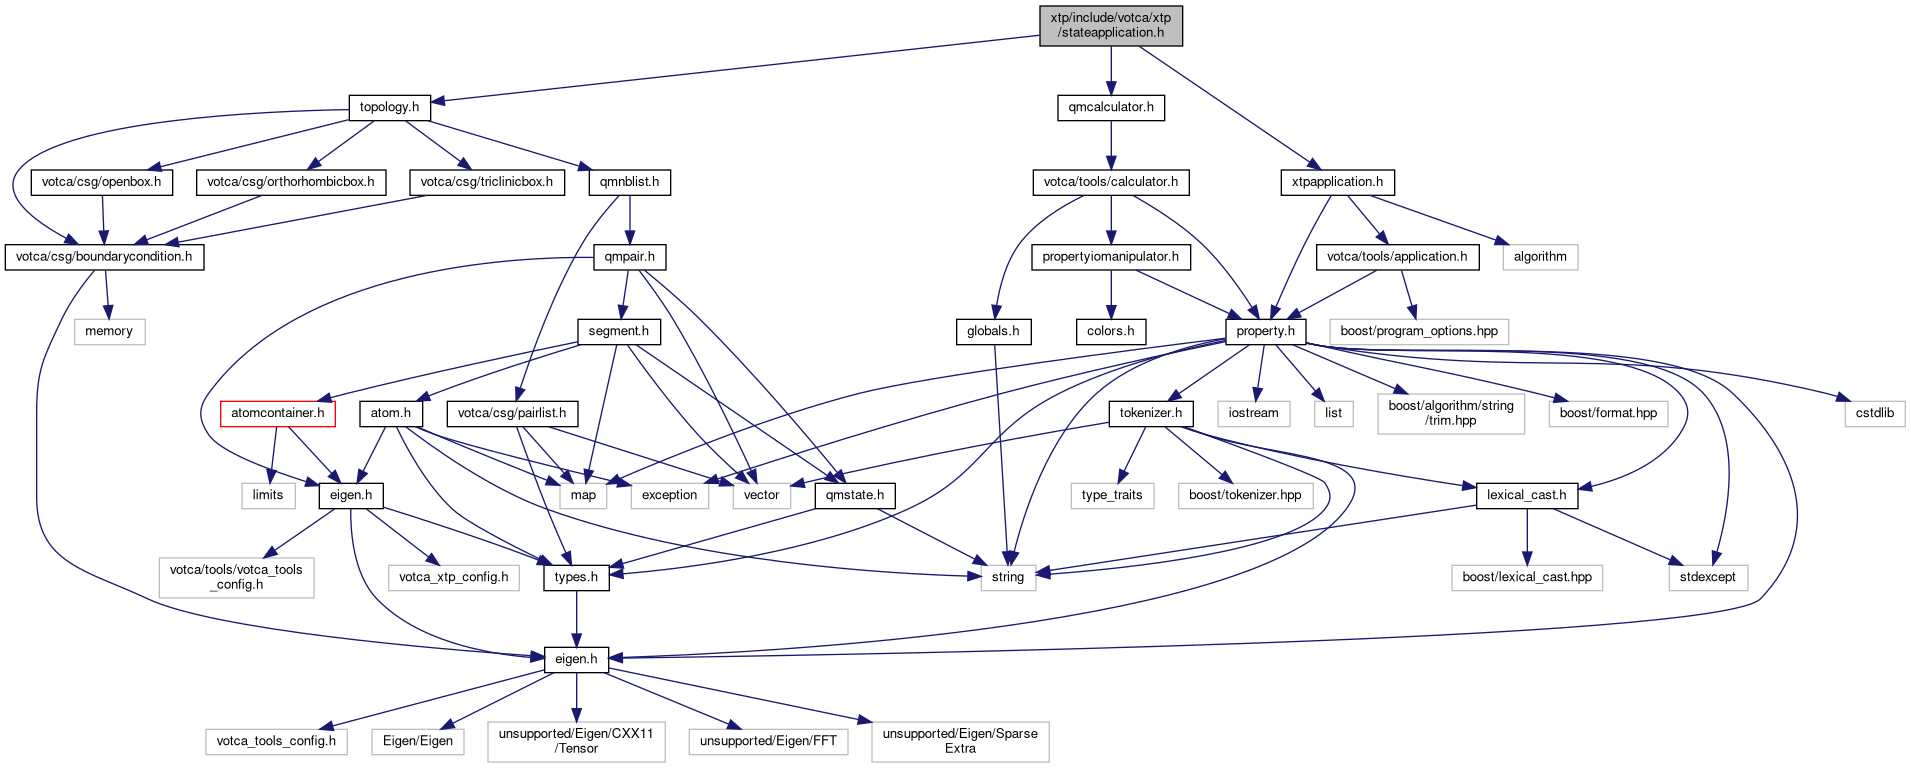 xtp/include/votca/xtp
/stateapplication.h
topology.h
qmcalculator.h
votca/csg/openbox.h
votca/csg/orthorhombicbox.h
votca/csg/triclinicbox.h
qmnblist.h
votca/tools/calculator.h
xtpapplication.h
votca/csg/boundarycondition.h
qmpair.h
propertyiomanipulator.h
votca/tools/application.h
algorithm
memory
segment.h
globals.h
colors.h
property.h
boost/program_options.hpp
atomcontainer.h
atom.h
votca/csg/pairlist.h
tokenizer.h
iostream
list
boost/algorithm/string
/trim.hpp
boost/format.hpp
cstdlib
limits
eigen.h
map
exception
vector
qmstate.h
type_traits
boost/tokenizer.hpp
lexical_cast.h
votca/tools/votca_tools
_config.h
votca_xtp_config.h
types.h
string
boost/lexical_cast.hpp
stdexcept
eigen.h
votca_tools_config.h
Eigen/Eigen
unsupported/Eigen/CXX11
/Tensor
unsupported/Eigen/FFT
unsupported/Eigen/Sparse
Extra